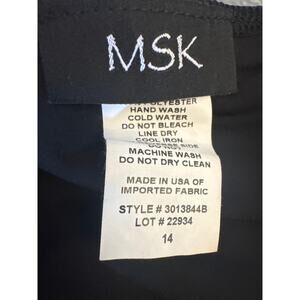 MSK
POLYESTER
HAND WASH
COLD WATER
DO NOT BLEACH
LINE DRY
COOL IRON
SIDE
MACHINE WASH
DO NOT DRY CLEAN
MADE IN USA OF
IMPORTED FABRIC
STYLE # 3013844B
LOT # 22934
14